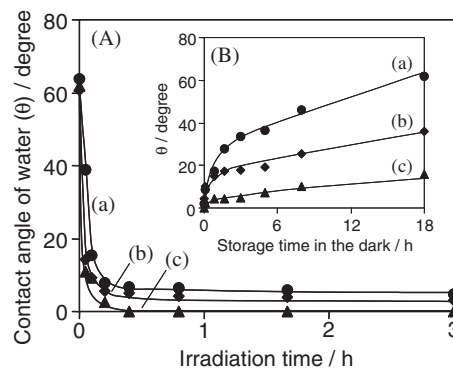 80
(A)
60
40
20
0
Contact angle of water (θ) / degree
(a)
(b)
(c)
0
1
2
3
Irradiation time / h
(B)
80
60
40
20
0
θ / degree
(a)
(b)
(c)
0
6
12
18
Storage time in the dark / h